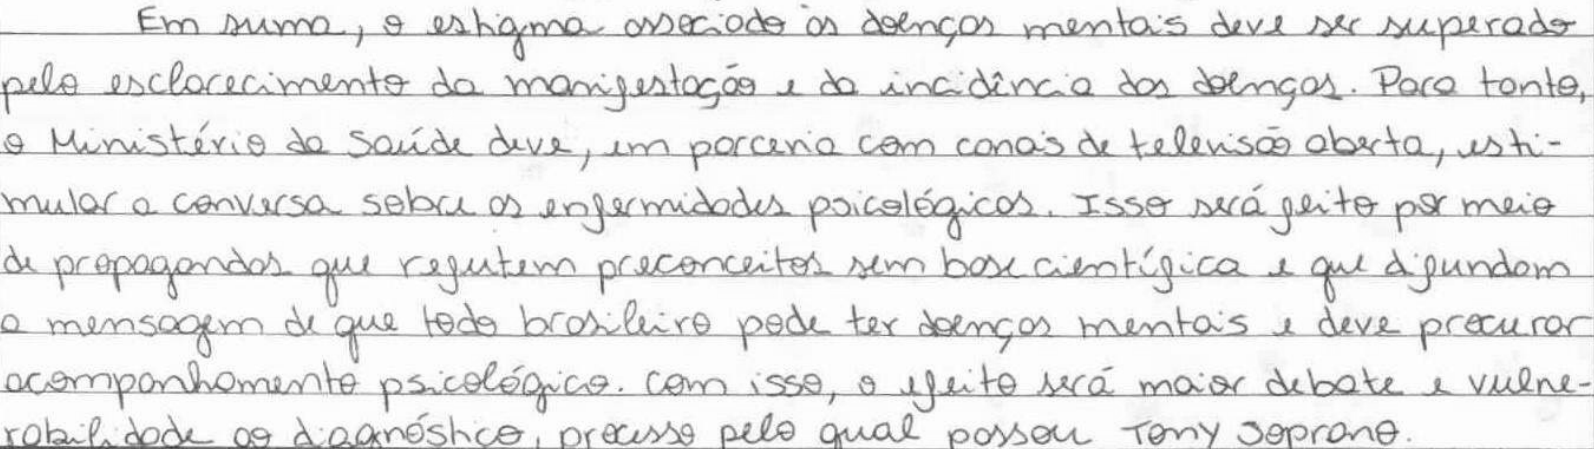 Em suma, o estigma associado às doenças mentais deve ser superado
pelo esclarecimento da manifestação e da incidência das doenças. Para tanto,
o Ministério da Saúde deve, em parceria com canais de televisão aberta, esti-
mular a conversa sobre as enfermidades psicológicas. Isso será feito por meio
de propagandas que refutem preconceitos sem base científica e que difundam
a mensagem de que todo brasileiro pode ter doenças mentais e deve procurar
acompanhamento psicológico. Com isso, o efeito será maior debate e vulne-
rabilidade ao diagnóstico, processo pelo qual passou Tony Soprano.